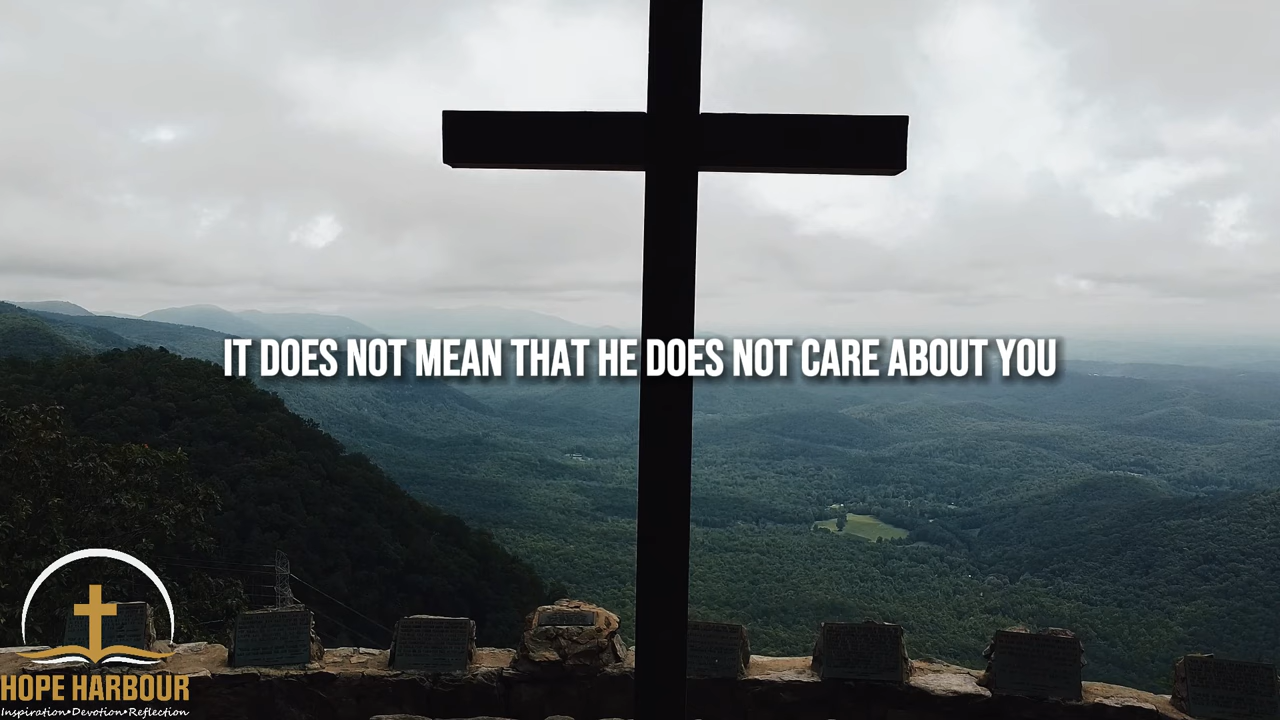 IT DOES NOT MEAN THAT HE DOES NOT CARE ABOUT YOU
HOPE HARBOUR
Inspiration•Devotion•Reflection